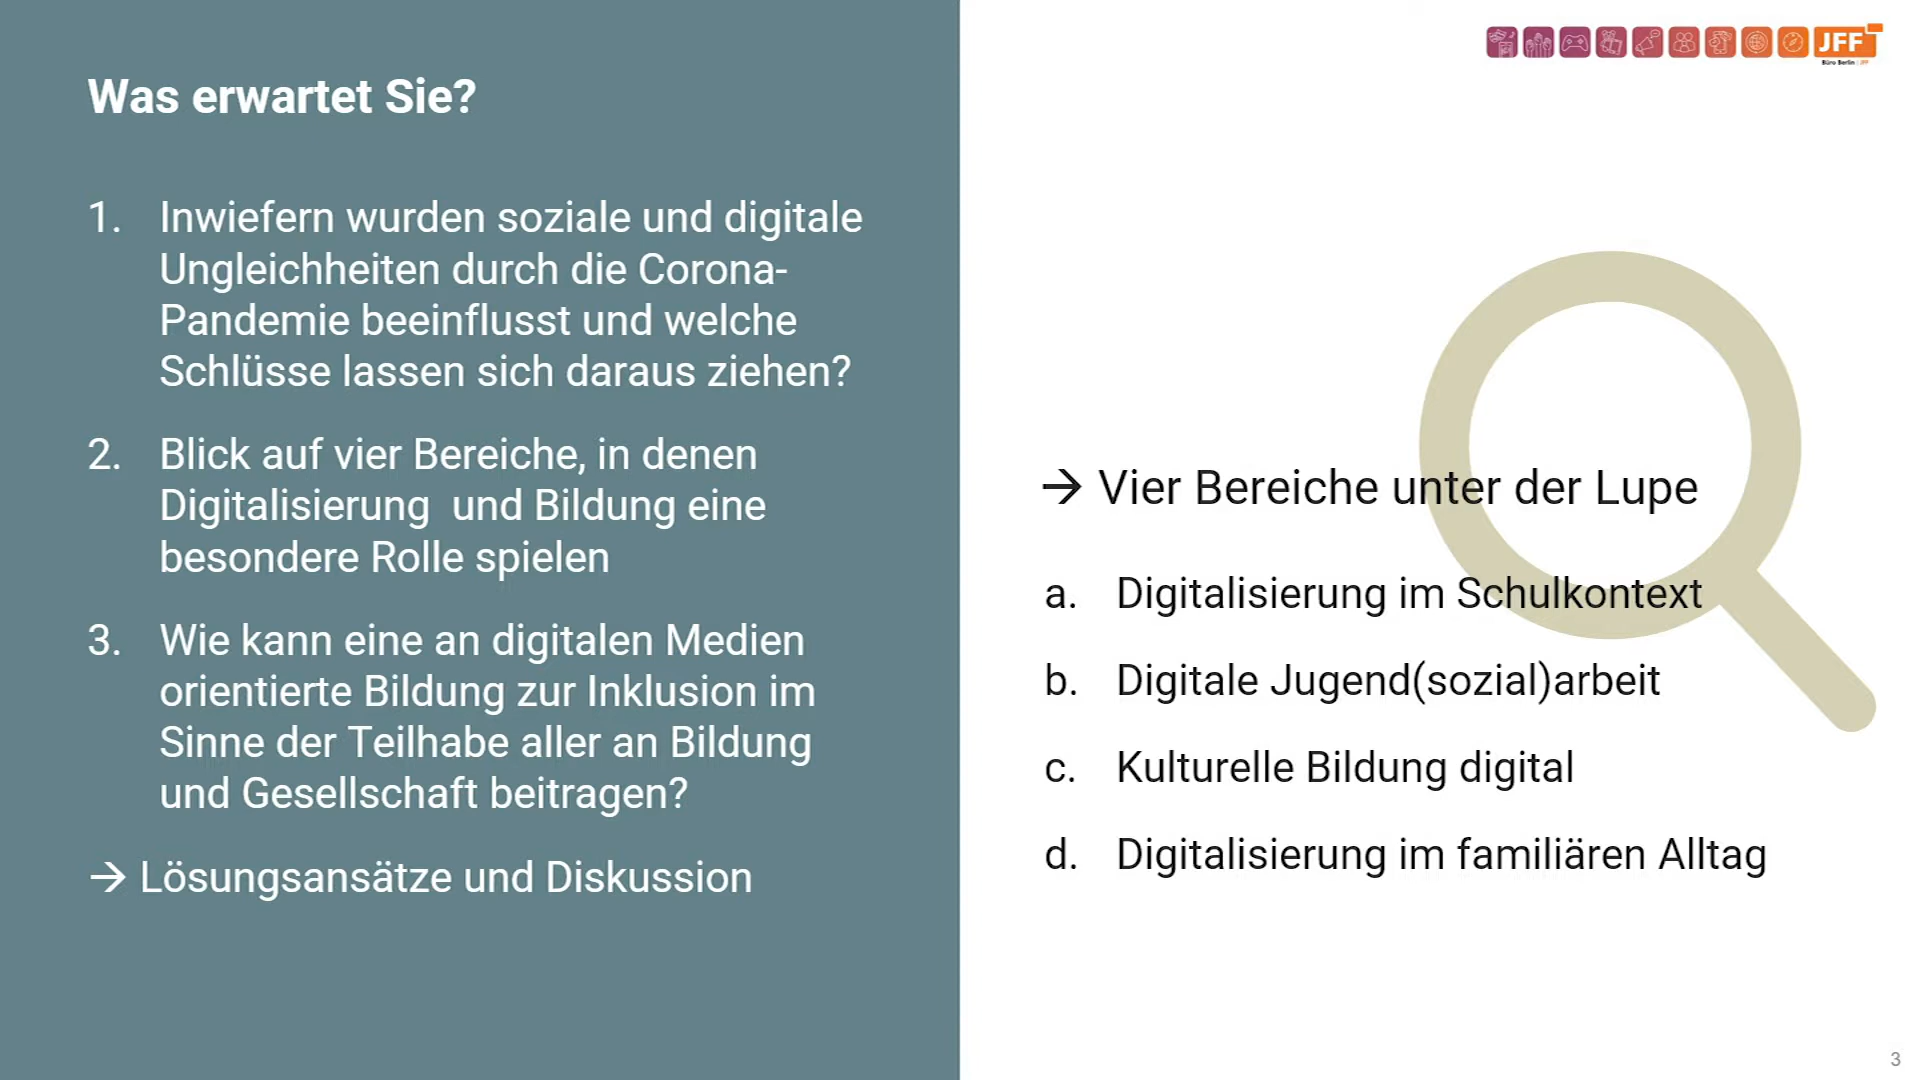 Was erwartet Sie?
1. Inwiefern wurden soziale und digitale
Ungleichheiten durch die Corona-
Pandemie beeinflusst und welche
Schlüsse lassen sich daraus ziehen?
2. Blick auf vier Bereiche, in denen
Digitalisierung und Bildung eine
besondere Rolle spielen
3. Wie kann eine an digitalen Medien
orientierte Bildung zur Inklusion im
Sinne der Teilhabe aller an Bildung
und Gesellschaft beitragen?
→ Lösungsansätze und Diskussion
JFF
Büro Berlin | JFF
→ Vier Bereiche unter der Lupe
a. Digitalisierung im Schulkontext
b. Digitale Jugend(sozial)arbeit
c. Kulturelle Bildung digital
d. Digitalisierung im familiären Alltag
3